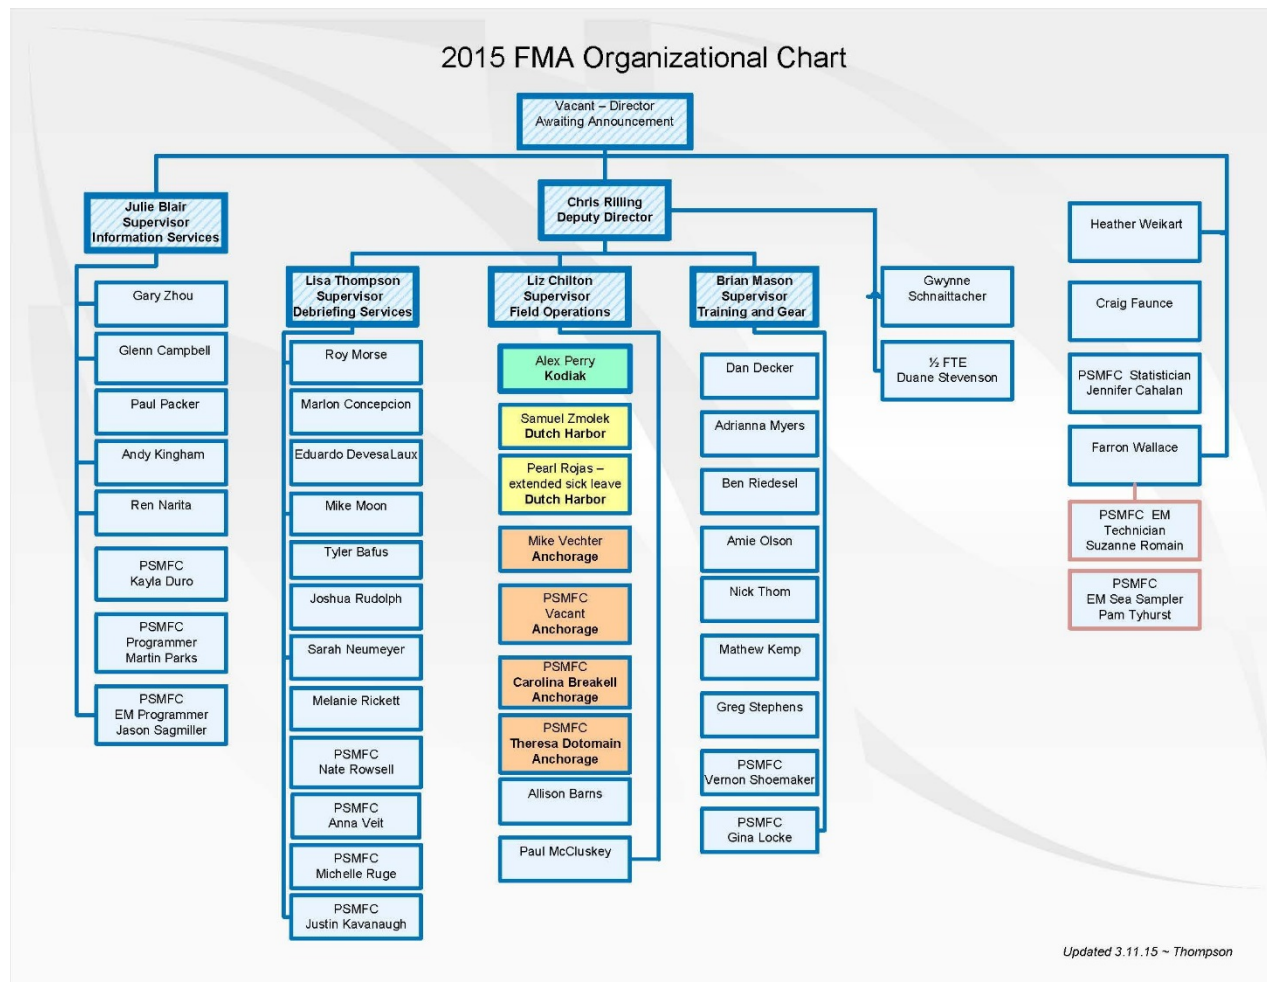 2015 FMA Organizational Chart
Vacant – Director
Awaiting Announcement
Julie Blair
Supervisor
Information Services
Chris Rilling
Deputy Director
Heather Weikart
Craig Faunce
PSMFC Statistician
Jennifer Cahalan
Farron Wallace
PSMFC EM
Technician
Suzanne Romain
PSMFC
EM Sea Sampler
Pam Tyhurst
Gwynne
Schnaittacher
½ FTE
Duane Stevenson
Gary Zhou
Glenn Campbell
Paul Packer
Andy Kingham
Ren Narita
PSMFC
Kayla Duro
PSMFC
Programmer
Martin Parks
PSMFC
EM Programmer
Jason Sagmiller
Lisa Thompson
Supervisor
Debriefing Services
Roy Morse
Marlon Concepcion
Eduardo DevesaLaux
Mike Moon
Tyler Bafus
Joshua Rudolph
Sarah Neumeyer
Melanie Rickett
PSMFC
Nate Rowsell
PSMFC
Anna Veit
PSMFC
Michelle Ruge
PSMFC
Justin Kavanaugh
Liz Chilton
Supervisor
Field Operations
Alex Perry
Kodiak
Samuel Zmolek
Dutch Harbor
Pearl Rojas –
extended sick leave
Dutch Harbor
Mike Vechter
Anchorage
PSMFC
Vacant
Anchorage
PSMFC
Carolina Breakell
Anchorage
PSMFC
Theresa Dotomain
Anchorage
Allison Barns
Paul McCluskey
Brian Mason
Supervisor
Training and Gear
Dan Decker
Adrianna Myers
Ben Riedesel
Amie Olson
Nick Thom
Mathew Kemp
Greg Stephens
PSMFC
Vernon Shoemaker
PSMFC
Gina Locke
Updated 3.11.15 ~ Thompson